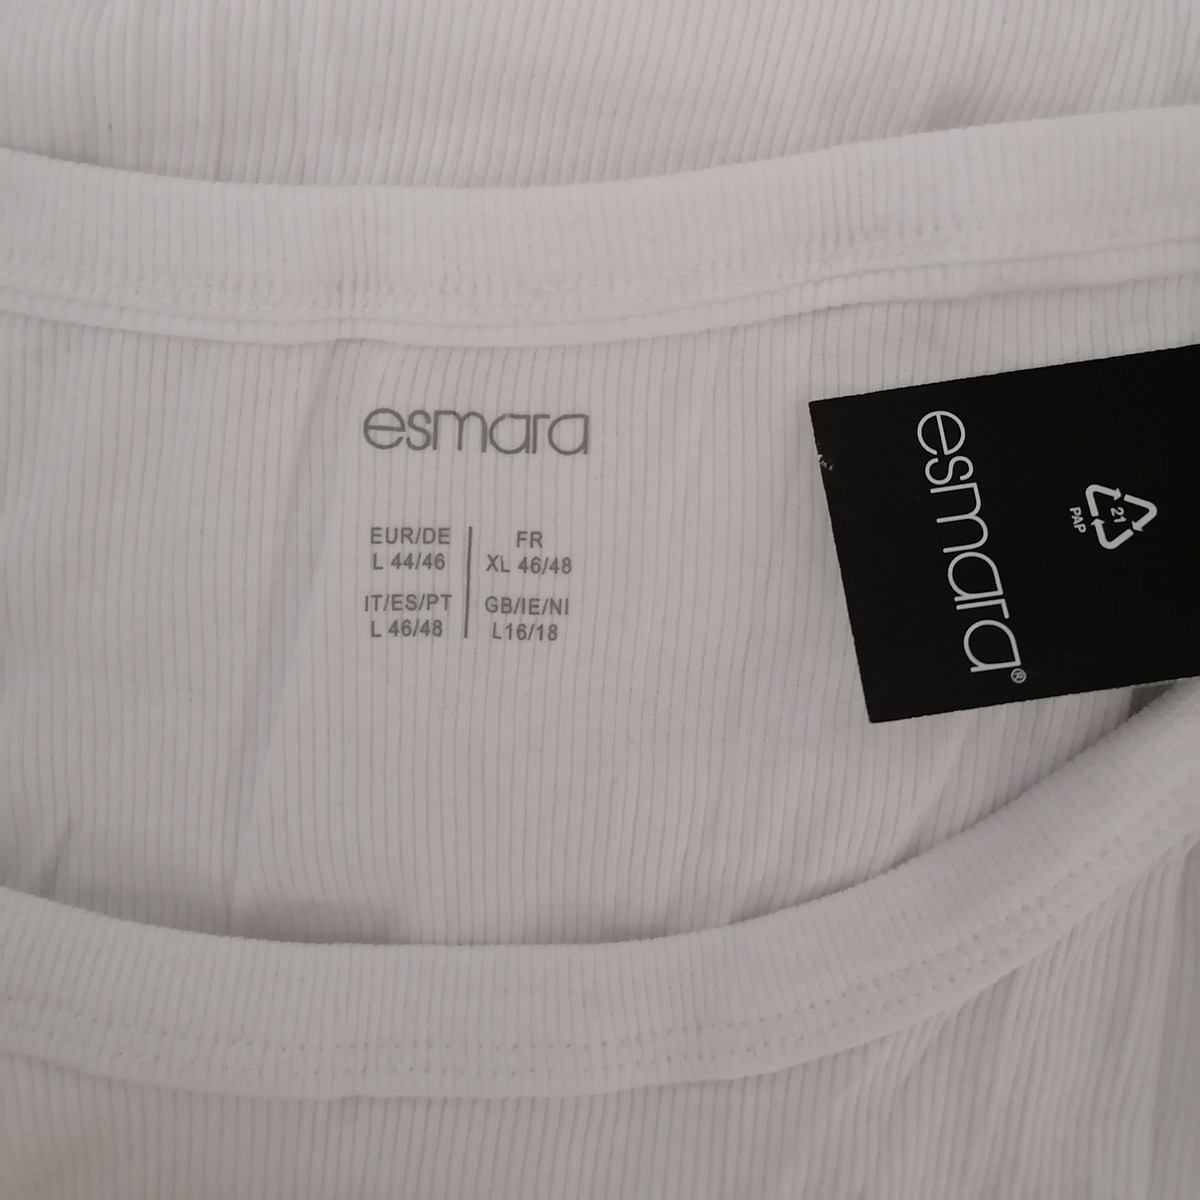 esmara
EUR/DE
L 44/46
FR
XL 46/48
IT/ES/PT
L 46/48
GB/IE/NI
L16/18
esmara®
21
PAP